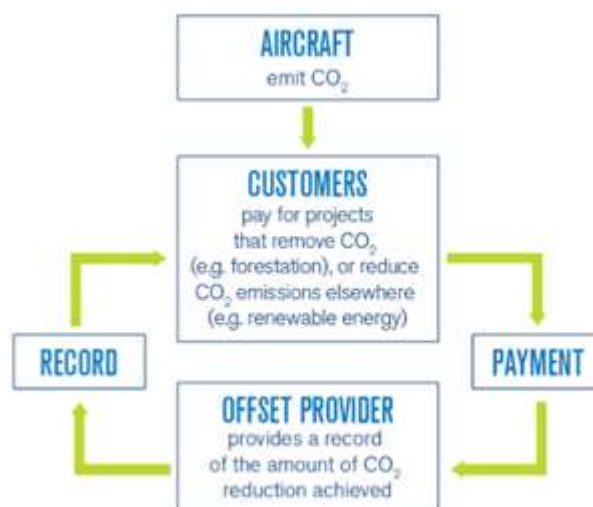 AIRCRAFT
emit CO₂
CUSTOMERS
pay for projects
that remove CO₂
(e.g. forestation), or reduce
CO₂ emissions elsewhere
(e.g. renewable energy)
RECORD
PAYMENT
OFFSET PROVIDER
provides a record
of the amount of CO₂
reduction achieved